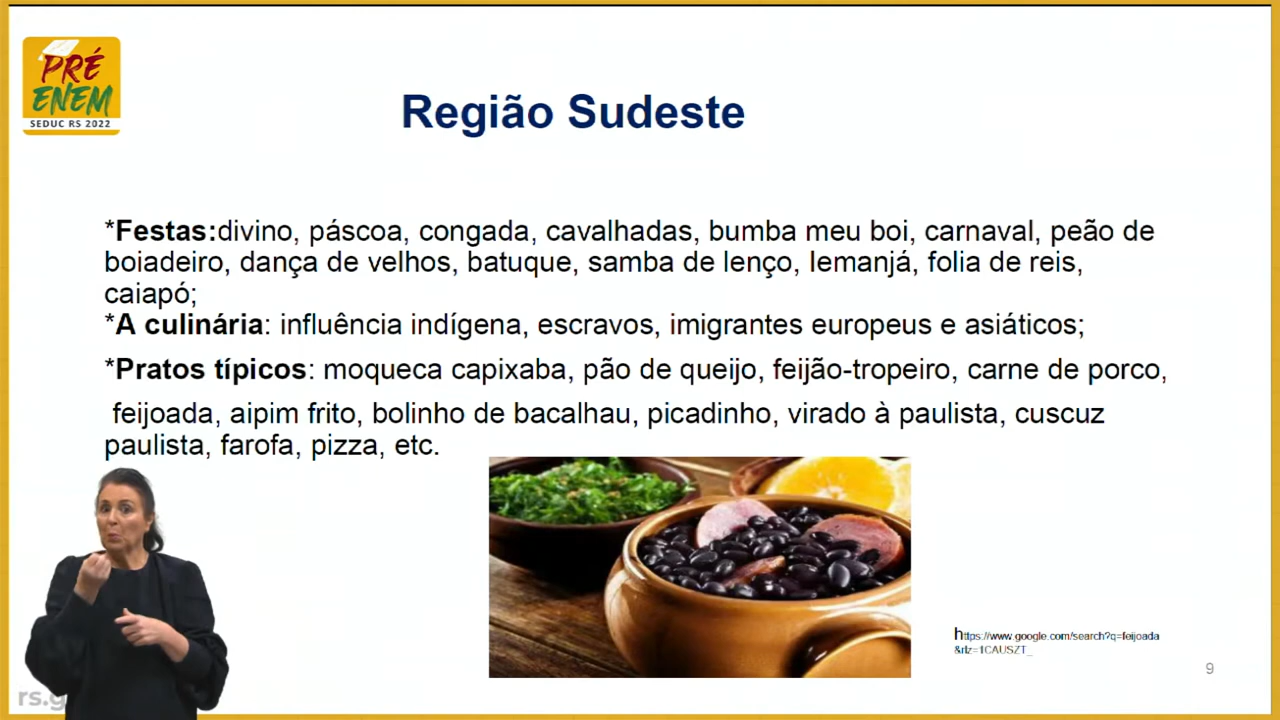 PRÉ
ENEM
SEDUC RS 2022
Região Sudeste
*Festas:divino, páscoa, congada, cavalhadas, bumba meu boi, carnaval, peão de
boiadeiro, dança de velhos, batuque, samba de lenço, Iemanjá, folia de reis,
caiapó;
*A culinária: influência indígena, escravos, imigrantes europeus e asiáticos;
*Pratos típicos: moqueca capixaba, pão de queijo, feijão-tropeiro, carne de porco,
feijoada, aipim frito, bolinho de bacalhau, picadinho, virado à paulista, cuscuz
paulista, farofa, pizza, etc.
https://www.google.com/search?q=feijoada
&rlz=1CAUSZT_
9
rs.g